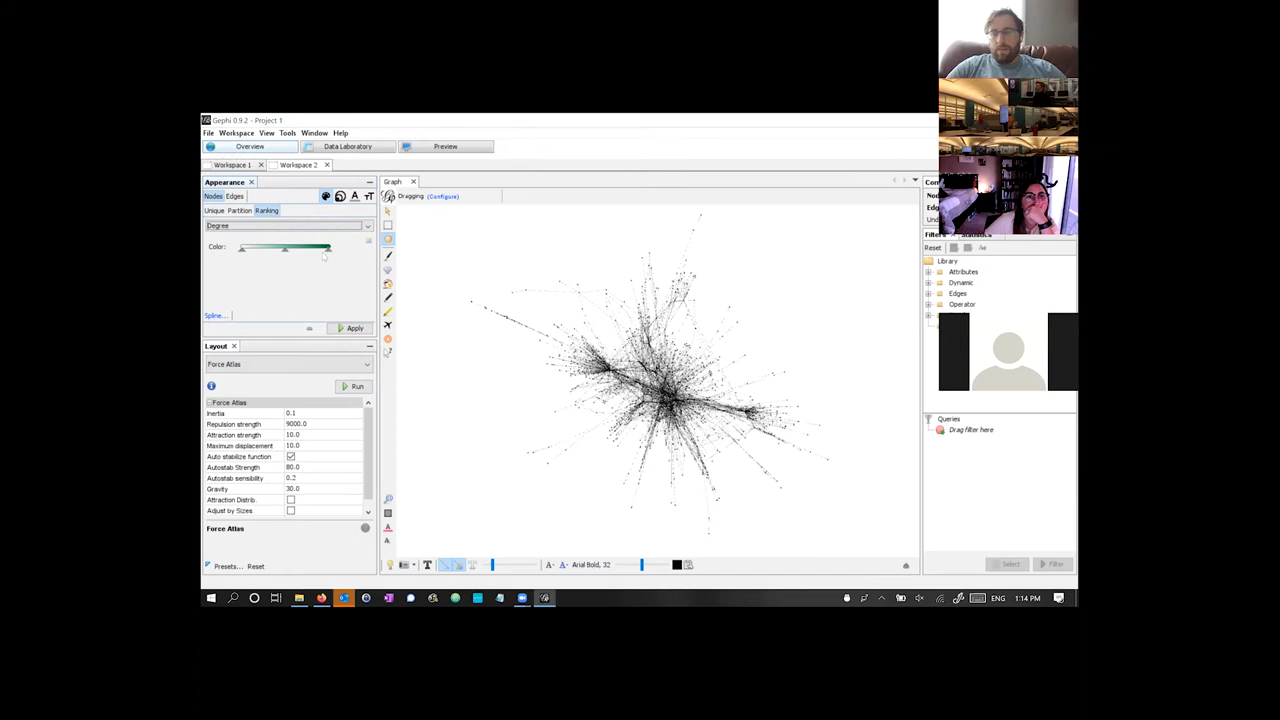 Gephi 0.9.2 - Project 1
File Workspace View Tools Window Help
Overview Data Laboratory Preview
Workspace 1 Workspace 2
Appearance
Nodes Edges
Unique Partition Ranking
Degree
Color:
Spline...
Apply
Layout
Force Atlas
Run
Force Atlas
Inertia 0.1
Repulsion strength 9000.0
Attraction strength 10.0
Maximum displacement 10.0
Auto stabilize function
Autostab Strength 80.0
Autostab sensibility 0.2
Gravity 30.0
Attraction Distrib.
Adjust by Sizes
Force Atlas
Presets... Reset
Graph
Dragging (Configure)
Arial Bold, 32
Reset
Library
Attributes
Dynamic
Edges
Operator
Queries
Drag filter here
Select Filter
ENG 1:14 PM